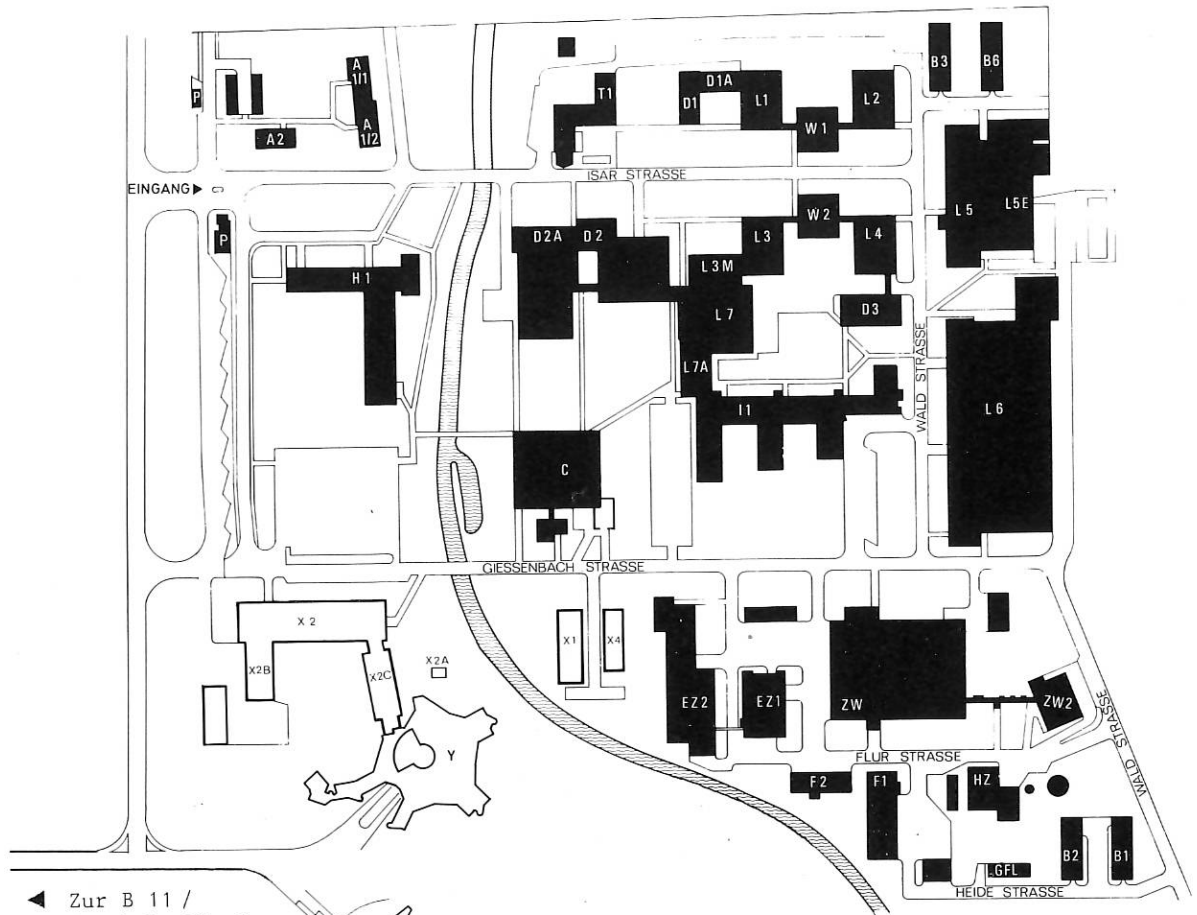 B3
B6
A
1/1
P
T1
D1A
D1
L1
L2
W1
A2
A
1/2
ISAR STRASSE
EINGANG
L5
L5E
W2
P
D2A
D2
L3
L4
L3M
H1
L7
D3
WALD STRASSE
L7A
I1
L6
C
GIESSENBACH STRASSE
X2
X1
X4
X2A
X2B
X2C
EZ2
EZ1
ZW
ZW2
Y
FLUR STRASSE
WALD STRASSE
F2
F1
HZ
B2
B1
GFL
HEIDE STRASSE
Zur B 11 /